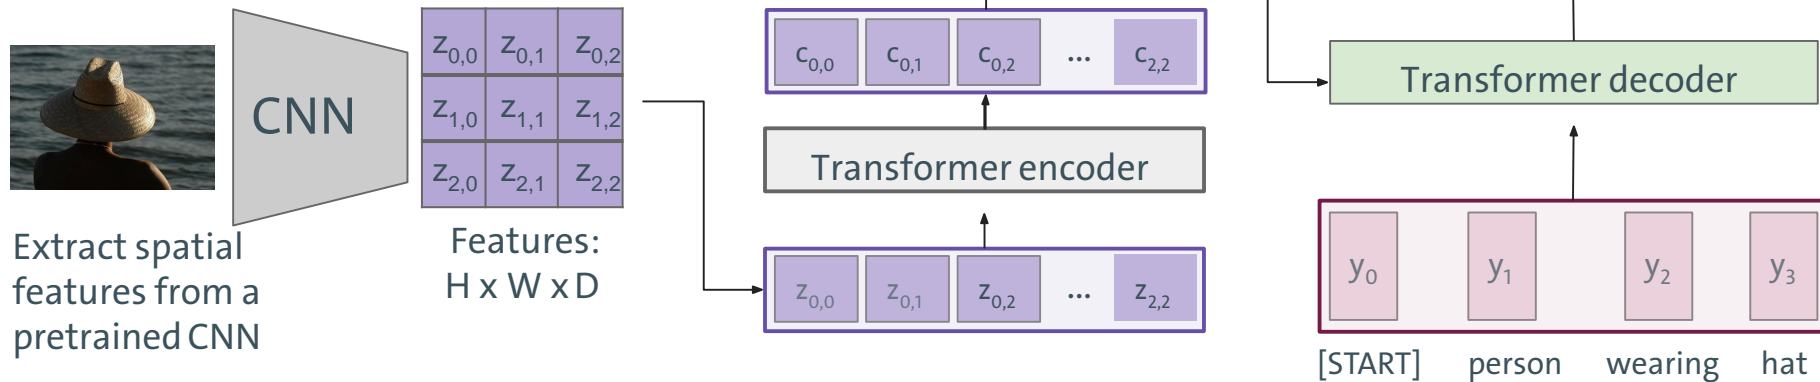 CNN
z0,0 z0,1 z0,2
z1,0 z1,1 z1,2
z2,0 z2,1 z2,2
Extract spatial
features from a
pretrained CNN
Features:
H x W x D
c0,0 c0,1 c0,2 ... c2,2
Transformer encoder
z0,0 z0,1 z0,2 ... z2,2
Transformer decoder
y0 y1 y2 y3
[START] person wearing hat